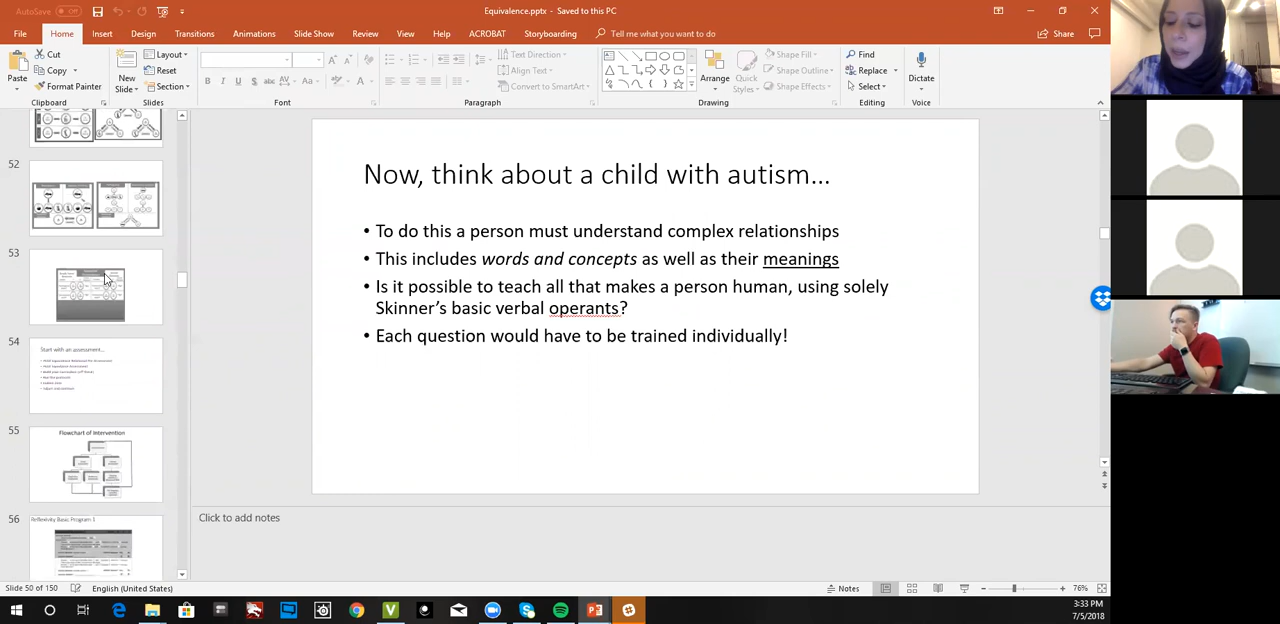 AutoSave Off
Equivalence.pptx - Saved to this PC
File Home Insert Design Transitions Animations Slide Show Review View Help ACROBAT Storyboarding Tell me what you want to do Share
Paste
Cut
Copy
Format Painter
Clipboard
New Slide
Layout
Reset
Section
Slides
B I U S abc AV Aa A
Font
Text Direction
Align Text
Convert to SmartArt
Paragraph
Arrange
Quick Styles
Shape Fill
Shape Outline
Shape Effects
Drawing
Find
Replace
Select
Editing
Dictate
Voice
52
53
54
Start with an assessment...
55
Flowchart of Intervention
56
Reflexivity Basic Program 1
Now, think about a child with autism...
• To do this a person must understand complex relationships
• This includes words and concepts as well as their meanings
• Is it possible to teach all that makes a person human, using solely
Skinner's basic verbal operants?
• Each question would have to be trained individually!
Click to add notes
Slide 50 of 150
English (United States)
Notes
76%
3:33 PM
7/5/2018